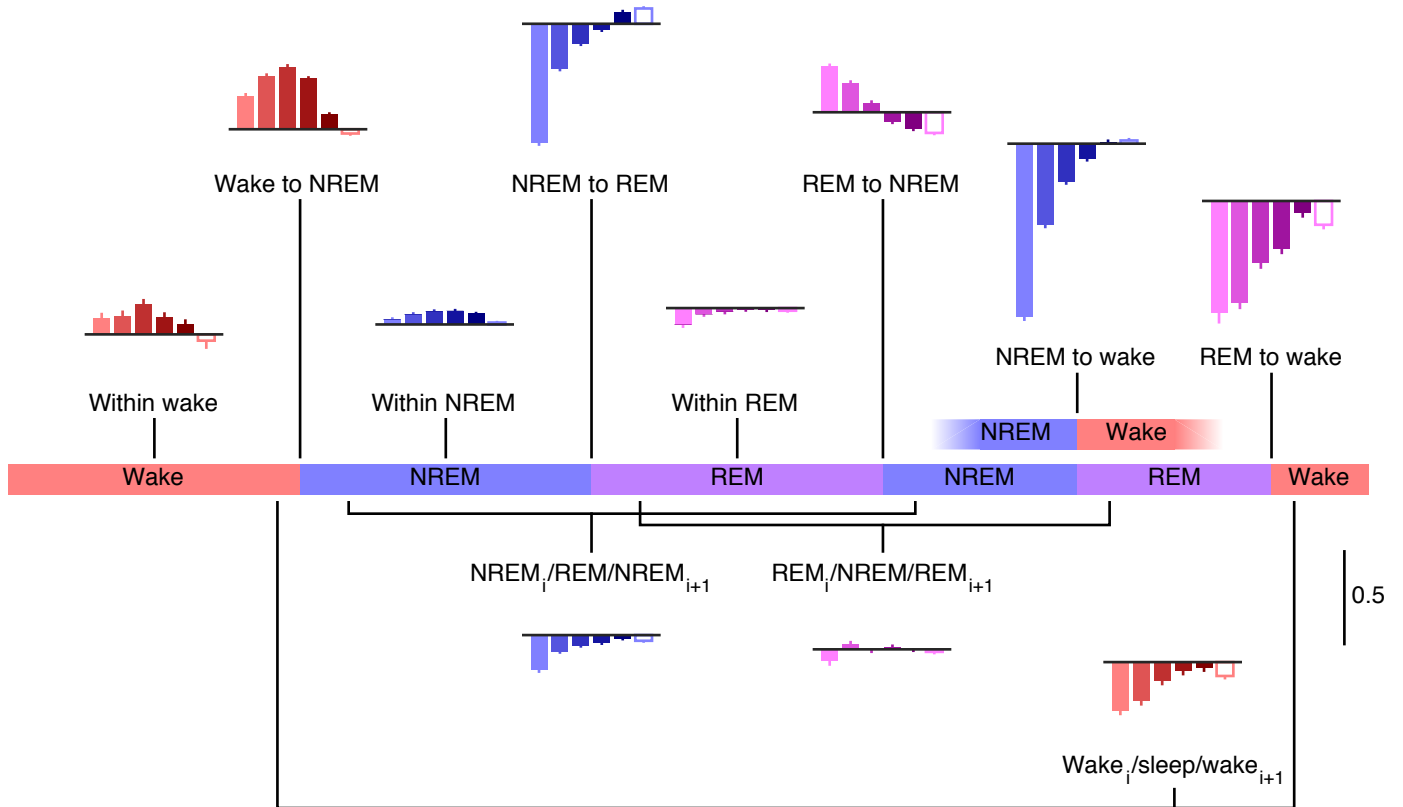 Wake to NREM
NREM to REM
REM to NREM
NREM to wake
REM to wake
Within wake
Within NREM
Within REM
NREM
Wake
Wake
NREM
REM
NREM
REM
Wake
NREMi/REM/NREMi+1
REMi/NREM/REMi+1
0.5
Wakei/sleep/wakei+1